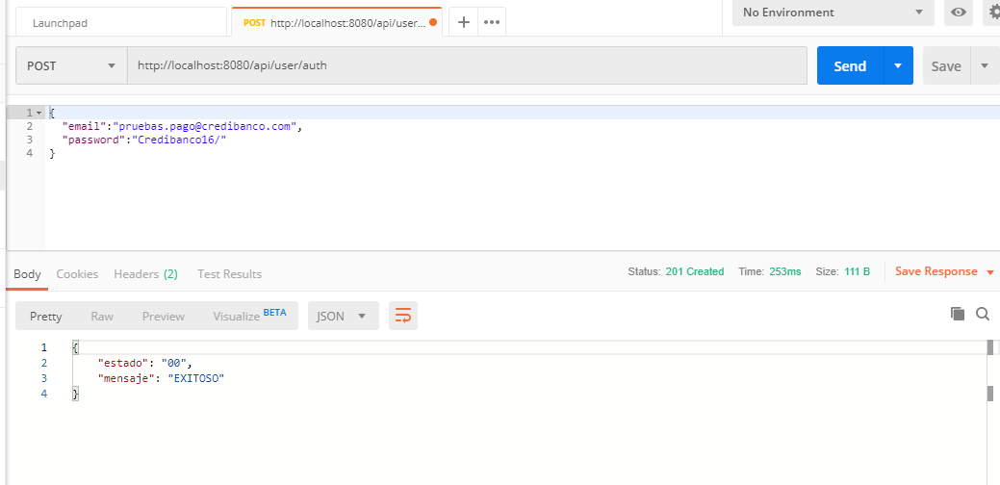 Launchpad
POST http://localhost:8080/api/user...
No Environment
POST
http://localhost:8080/api/user/auth
Send
Save
1 {
2 "email":"pruebas.pago@credibanco.com",
3 "password":"Credibanco16/"
4 }
Body Cookies Headers (2) Test Results
Status: 201 Created Time: 253ms Size: 111 B Save Response
Pretty Raw Preview Visualize BETA JSON
1 {
2 "estado": "00",
3 "mensaje": "EXITOSO"
4 }